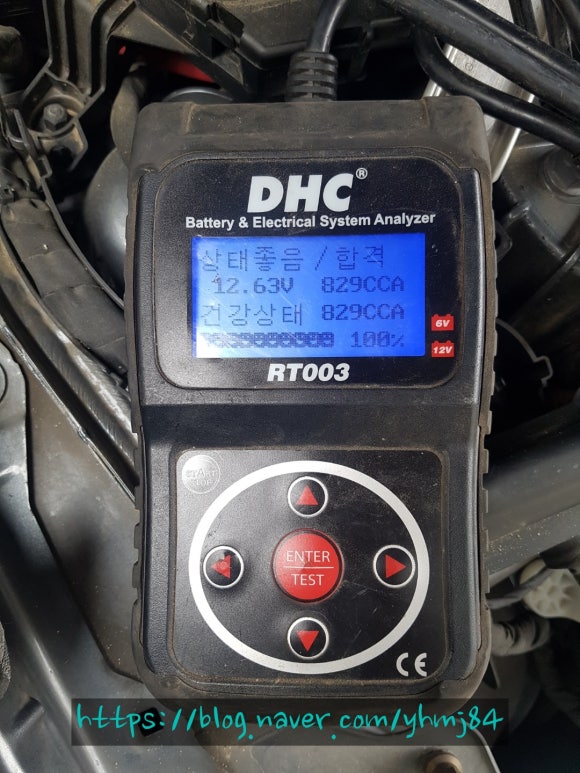 DHC®
Battery & Electrical System Analyzer
상태좋음 / 합격
12.63V 829CCA
건강상태 829CCA
100%
6V
12V
RT003
START
STOP
ENTER
TEST
CE
https://blog.naver.com/yhmj84